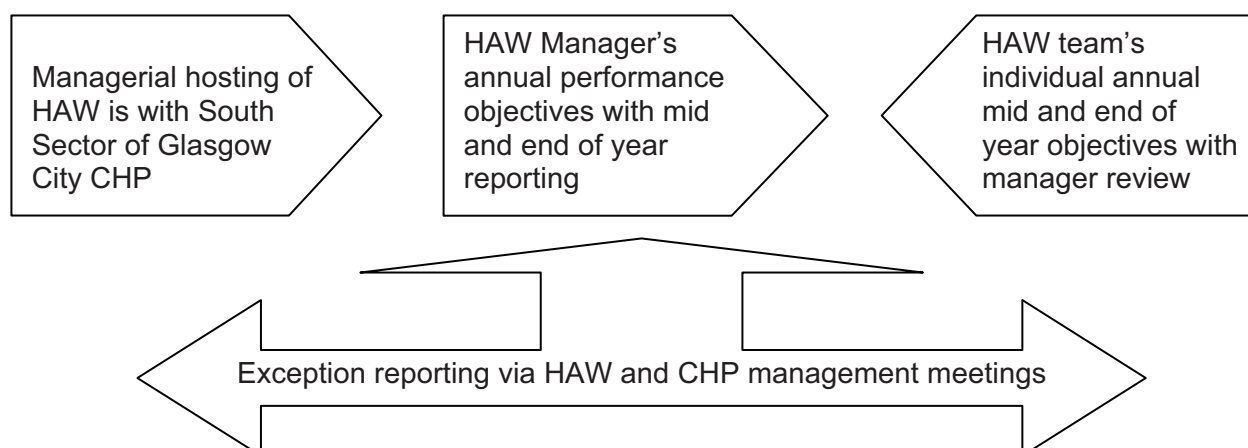 Managerial hosting of
HAW is with South
Sector of Glasgow
City CHP
HAW Manager’s
annual performance
objectives with mid
and end of year
reporting
HAW team’s
individual annual
mid and end of
year objectives with
manager review
Exception reporting via HAW and CHP management meetings